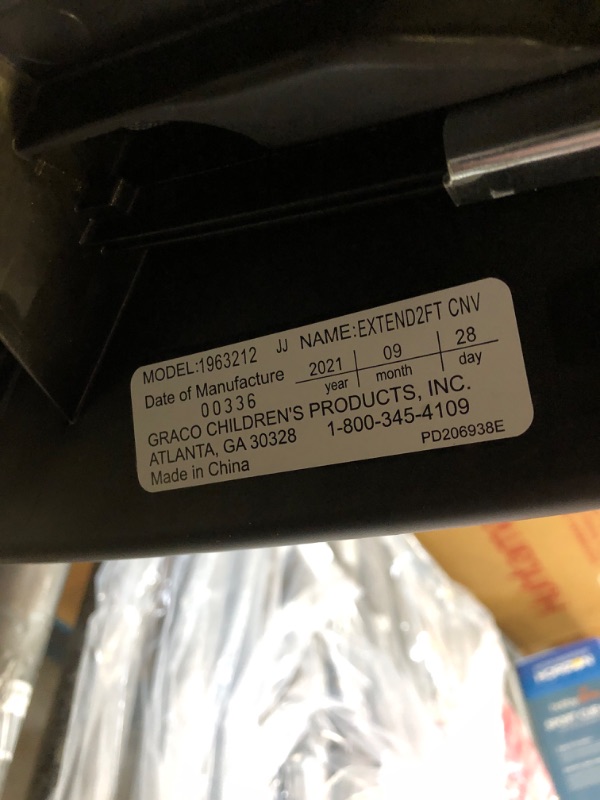 MODEL:1963212 JJ NAME:EXTEND2FT CNV
Date of Manufacture 2021 09 28
year month day
00336
GRACO CHILDREN'S PRODUCTS, INC.
ATLANTA, GA 30328 1-800-345-4109
PD206938E
Made in China